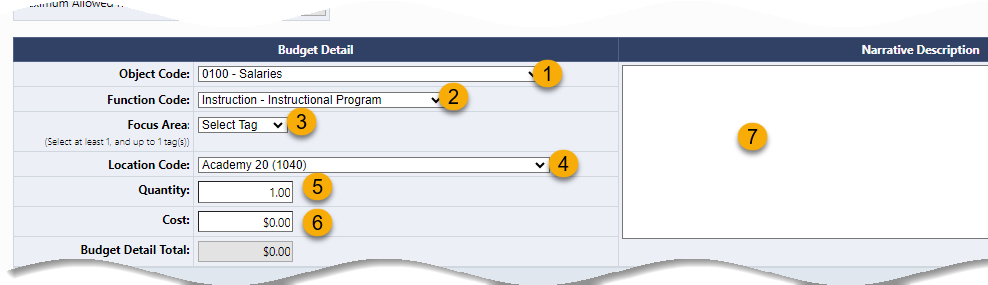 Maximum Allowed
Budget Detail
Narrative Description
Object Code: 0100 - Salaries 1
Function Code: Instruction - Instructional Program 2
Focus Area: Select Tag 3
(Select at least 1, and up to 1 tag(s))
Location Code: Academy 20 (1040) 4
Quantity: 1.00 5
Cost: $0.00 6
Budget Detail Total: $0.00
7